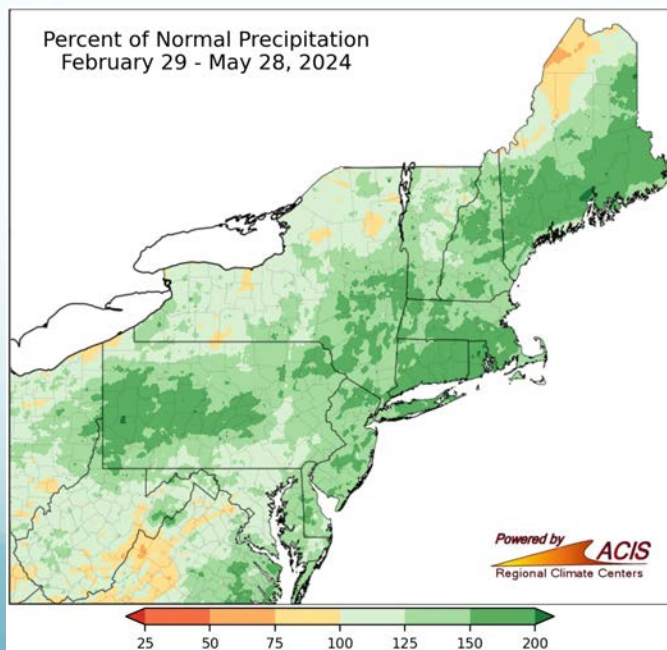 Percent of Normal Precipitation
February 29 - May 28, 2024
Powered by
ACIS
Regional Climate Centers
25 50 75 100 125 150 200